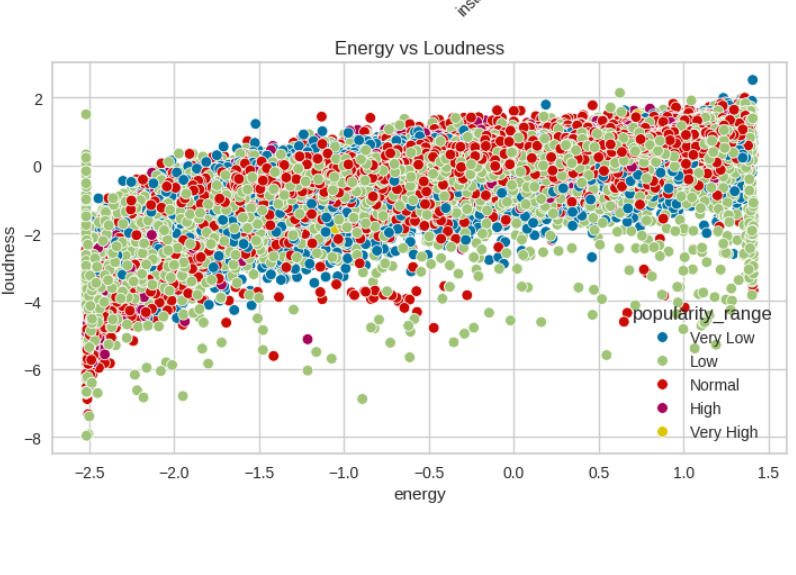 Energy vs Loudness
loudness
2
0
−2
−4
−6
−8
popularity_range
Very Low
Low
Normal
High
Very High
−2.5 −2.0 −1.5 −1.0 −0.5 0.0 0.5 1.0 1.5
energy